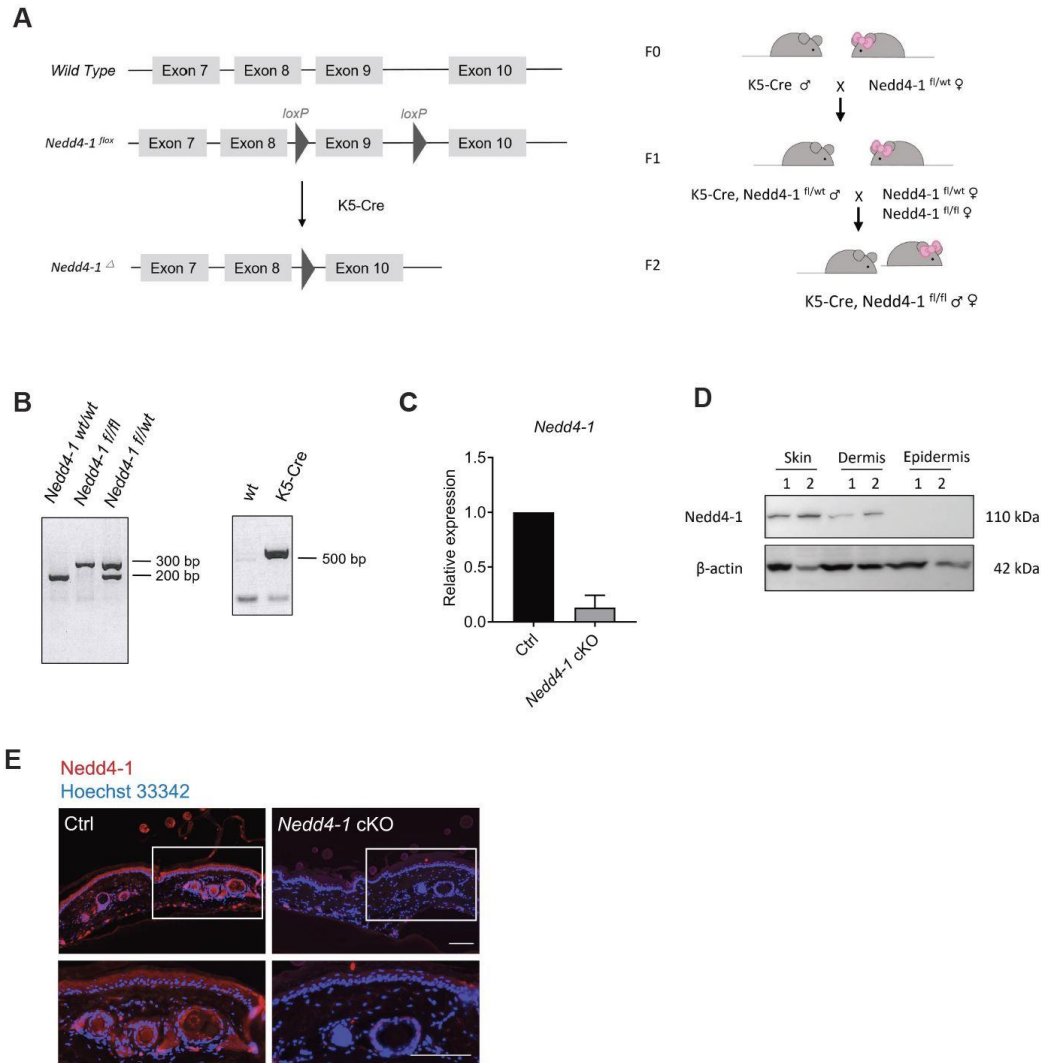 A
Wild Type
Exon 7 Exon 8 Exon 9 Exon 10
loxP loxP
Nedd4-1 flox
Exon 7 Exon 8 Exon 9 Exon 10
K5-Cre
Nedd4-1 △
Exon 7 Exon 8 Exon 10
F0
K5-Cre ♂ X Nedd4-1 fl/wt ♀
F1
K5-Cre, Nedd4-1 fl/wt ♂ X Nedd4-1 fl/wt ♀
Nedd4-1 fl/fl ♀
F2
K5-Cre, Nedd4-1 fl/fl ♂ ♀
B
Nedd4-1 wt/wt
Nedd4-1 fl/fl
Nedd4-1 fl/wt
300 bp
200 bp
wt
K5-Cre
500 bp
C
Nedd4-1
Relative expression
1.5
1.0
0.5
0.0
Ctrl
Nedd4-1 cKO
D
Skin Dermis Epidermis
1 2 1 2 1 2
Nedd4-1 110 kDa
β-actin 42 kDa
E
Nedd4-1
Hoechst 33342
Ctrl
Nedd4-1 cKO